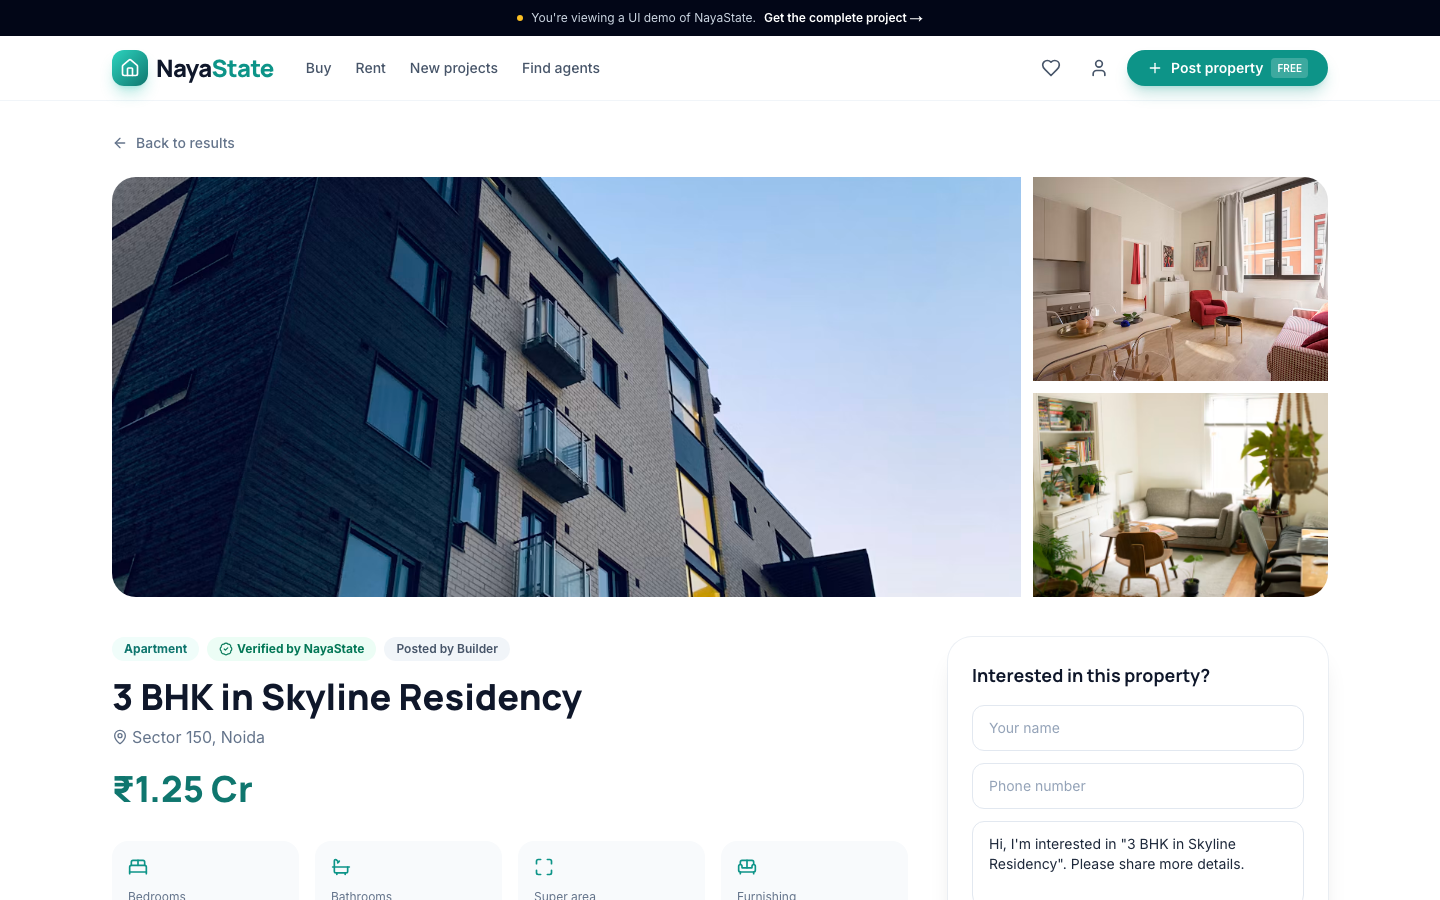 You're viewing a UI demo of NayaState. Get the complete project →
NayaState
Buy
Rent
New projects
Find agents
Post property FREE
Back to results
Apartment
Verified by NayaState
Posted by Builder
3 BHK in Skyline Residency
Sector 150, Noida
₹1.25 Cr
Bedrooms
Bathrooms
Super area
Furnishing
Interested in this property?
Your name
Phone number
Hi, I'm interested in "3 BHK in Skyline
Residency". Please share more details.